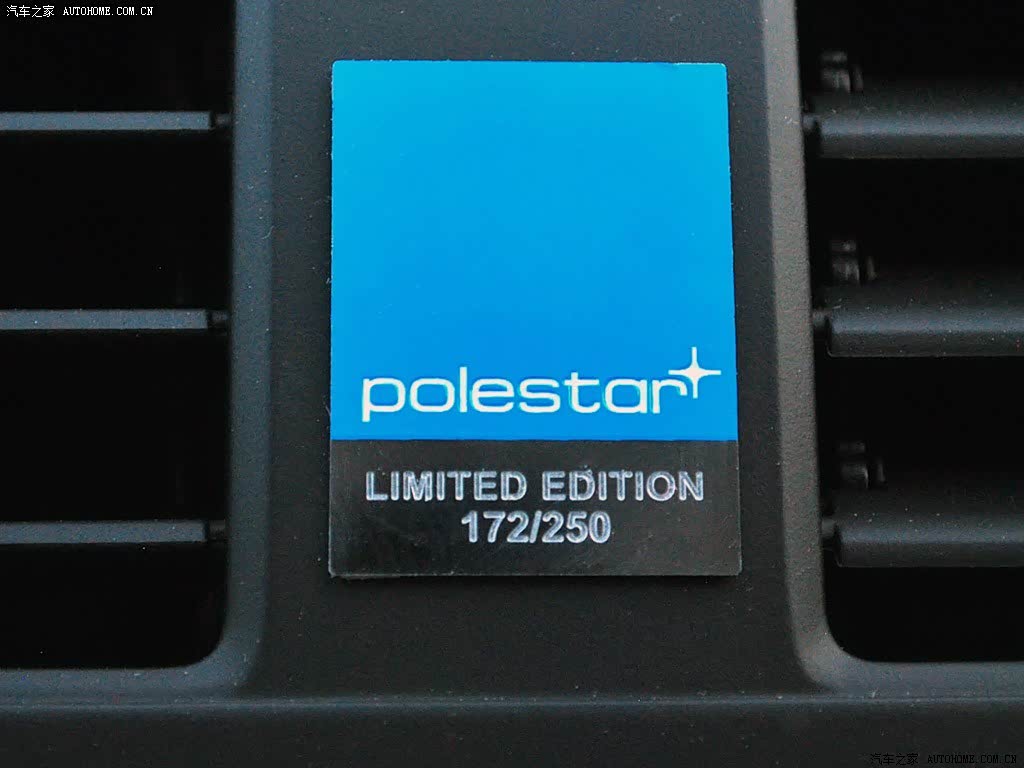 汽车之家 AUTOHOME.COM.CN
polestar
LIMITED EDITION
172/250
汽车之家 AUTOHOME.COM.CN